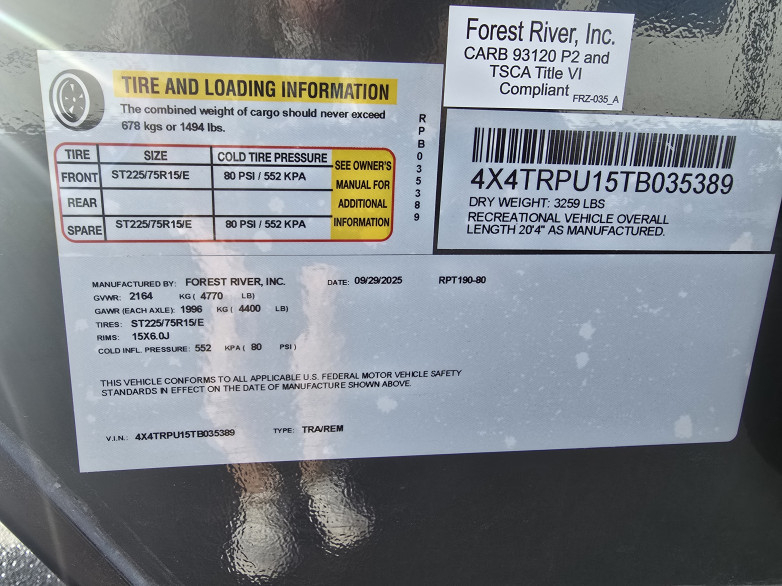 Forest River, Inc.
CARB 93120 P2 and
TSCA Title VI
Compliant FRZ-035_A
TIRE AND LOADING INFORMATION
The combined weight of cargo should never exceed
678 kgs or 1494 lbs.
TIRE SIZE COLD TIRE PRESSURE
FRONT ST225/75R15/E 80 PSI / 552 KPA
REAR
SPARE ST225/75R15/E 80 PSI / 552 KPA
SEE OWNER'S
MANUAL FOR
ADDITIONAL
INFORMATION
RPB035389
4X4TRPU15TB035389
DRY WEIGHT: 3259 LBS
RECREATIONAL VEHICLE OVERALL
LENGTH 20'4" AS MANUFACTURED.
MANUFACTURED BY: FOREST RIVER, INC. DATE: 09/29/2025 RPT190-80
GVWR: 2164 KG ( 4770 LB)
GAWR (EACH AXLE): 1996 KG ( 4400 LB)
TIRES: ST225/75R15/E
RIMS: 15X6.0J
COLD INFL. PRESSURE: 552 KPA ( 80 PSI)
THIS VEHICLE CONFORMS TO ALL APPLICABLE U.S. FEDERAL MOTOR VEHICLE SAFETY
STANDARDS IN EFFECT ON THE DATE OF MANUFACTURE SHOWN ABOVE.
V.I.N.: 4X4TRPU15TB035389 TYPE: TRA/REM